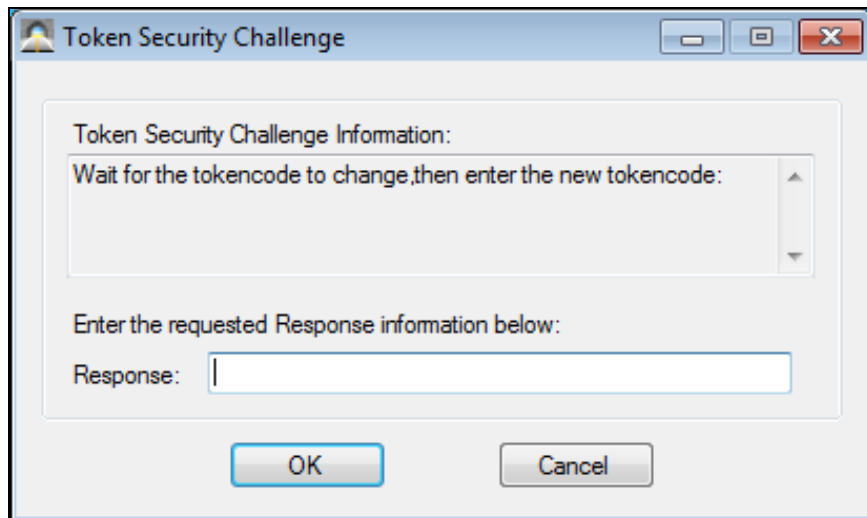 Token Security Challenge
Token Security Challenge Information:
Wait for the tokencode to change,then enter the new tokencode:
Enter the requested Response information below:
Response:
OK Cancel